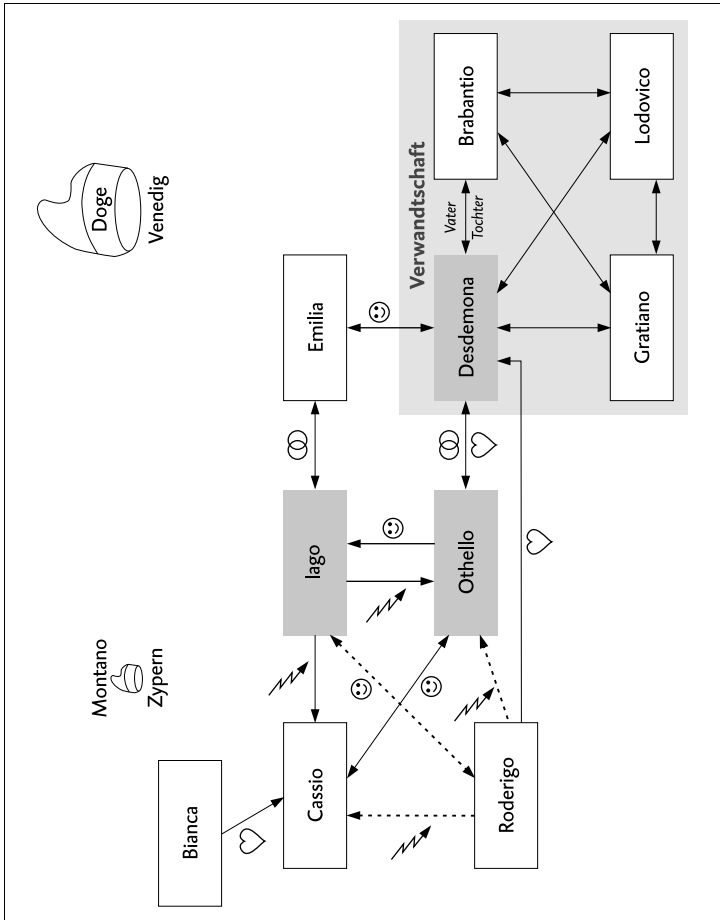 Montano
Zypern
Doge
Venedig
Bianca
Cassio
Iago
Emilia
Roderigo
Othello
Desdemona
Verwandtschaft
Vater
Tochter
Brabantio
Gratiano
Lodovico